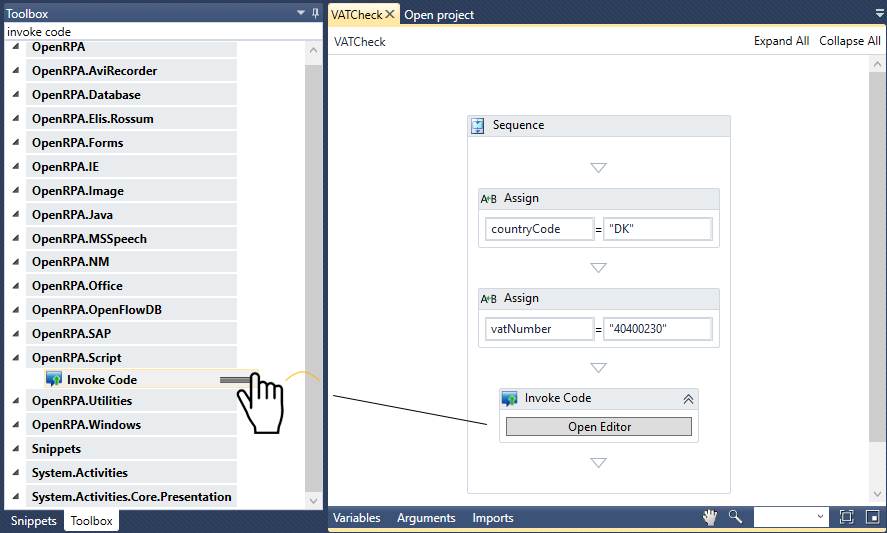 Toolbox
invoke code
OpenRPA
OpenRPA.AviRecorder
OpenRPA.Database
OpenRPA.Elis.Rossum
OpenRPA.Forms
OpenRPA.IE
OpenRPA.Image
OpenRPA.Java
OpenRPA.MSSpeech
OpenRPA.NM
OpenRPA.Office
OpenRPA.OpenFlowDB
OpenRPA.SAP
OpenRPA.Script
Invoke Code
OpenRPA.Utilities
OpenRPA.Windows
Snippets
System.Activities
System.Activities.Core.Presentation
Snippets Toolbox
VATCheck Open project
VATCheck Expand All Collapse All
Sequence
A+B Assign
countryCode = "DK"
A+B Assign
vatNumber = "40400230"
Invoke Code
Open Editor
Variables Arguments Imports